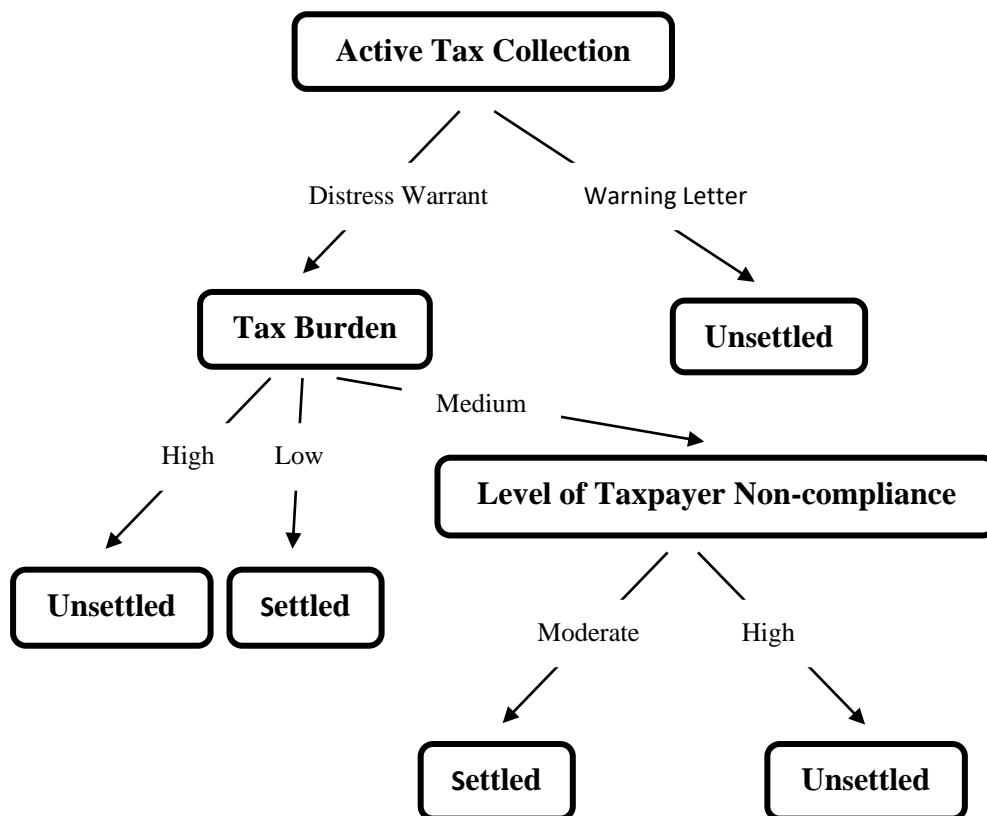 Active Tax Collection
Distress Warrant
Warning Letter
Tax Burden
Unsettled
Medium
High
Low
Level of Taxpayer Non-compliance
Unsettled
Settled
Moderate
High
Settled
Unsettled